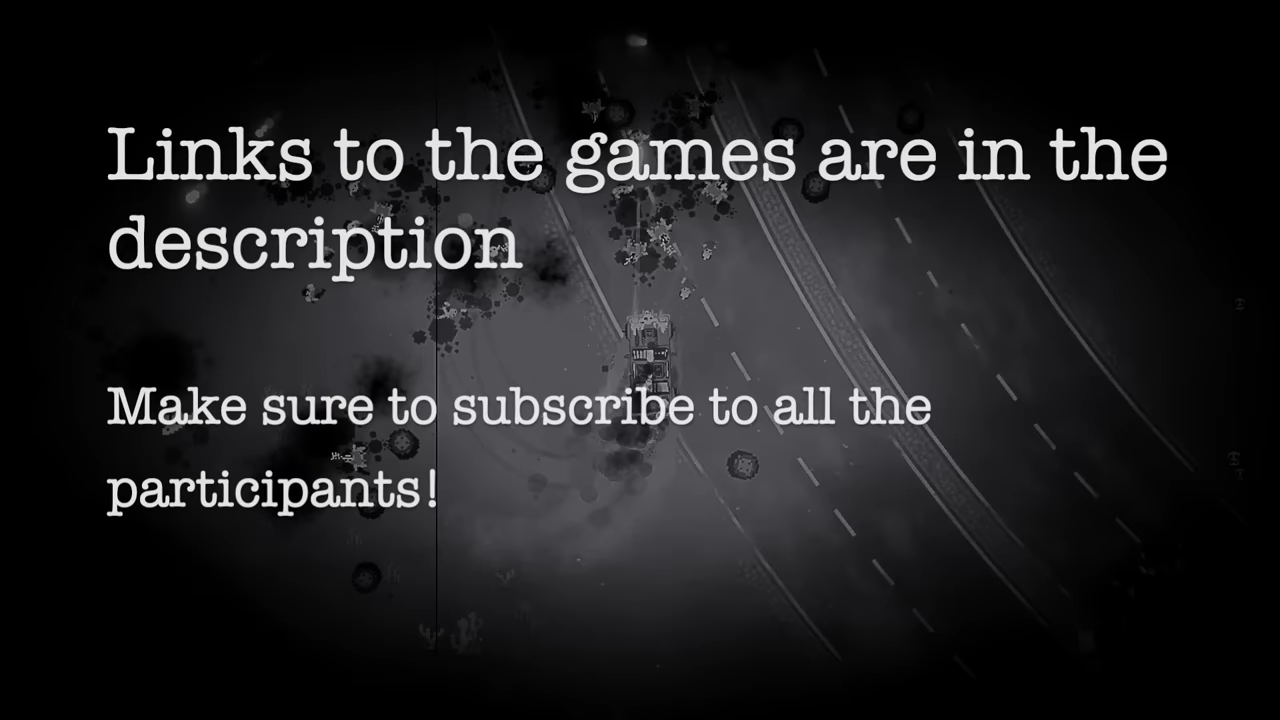 Links to the games are in the
description
Make sure to subscribe to all the
participants!